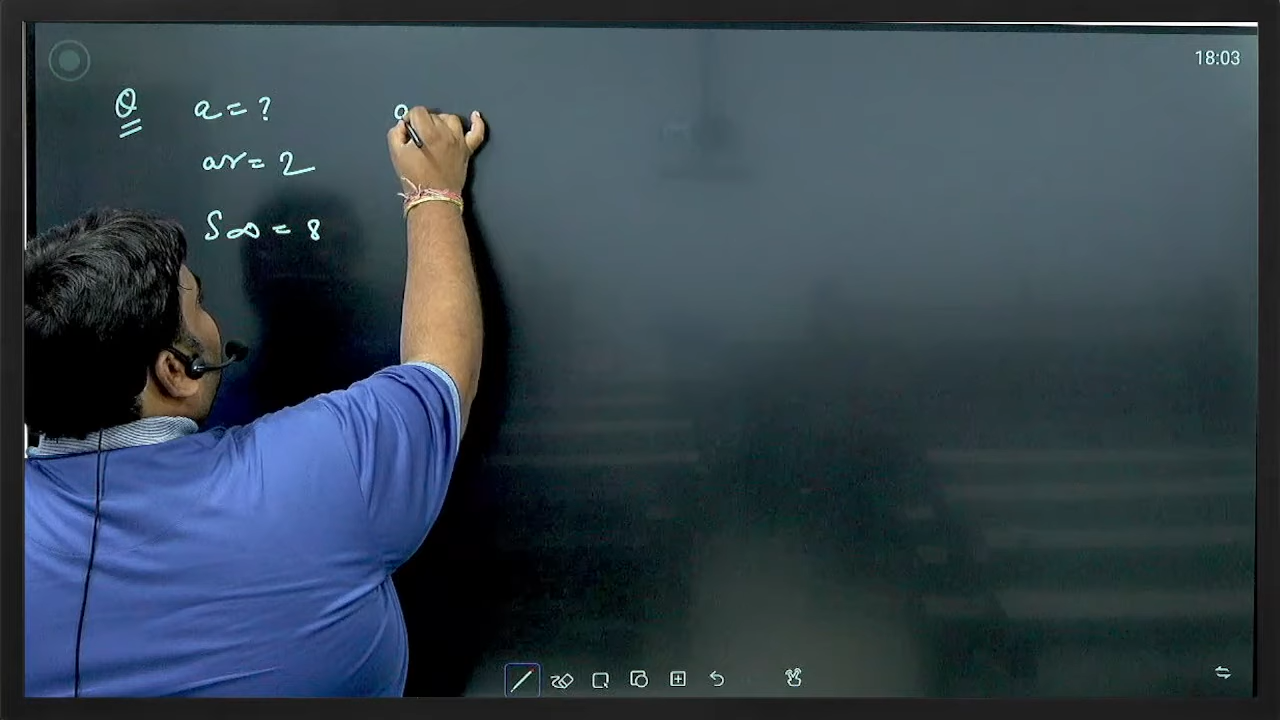 18:03
Q a = ?
ar = 2
S∞ = 8